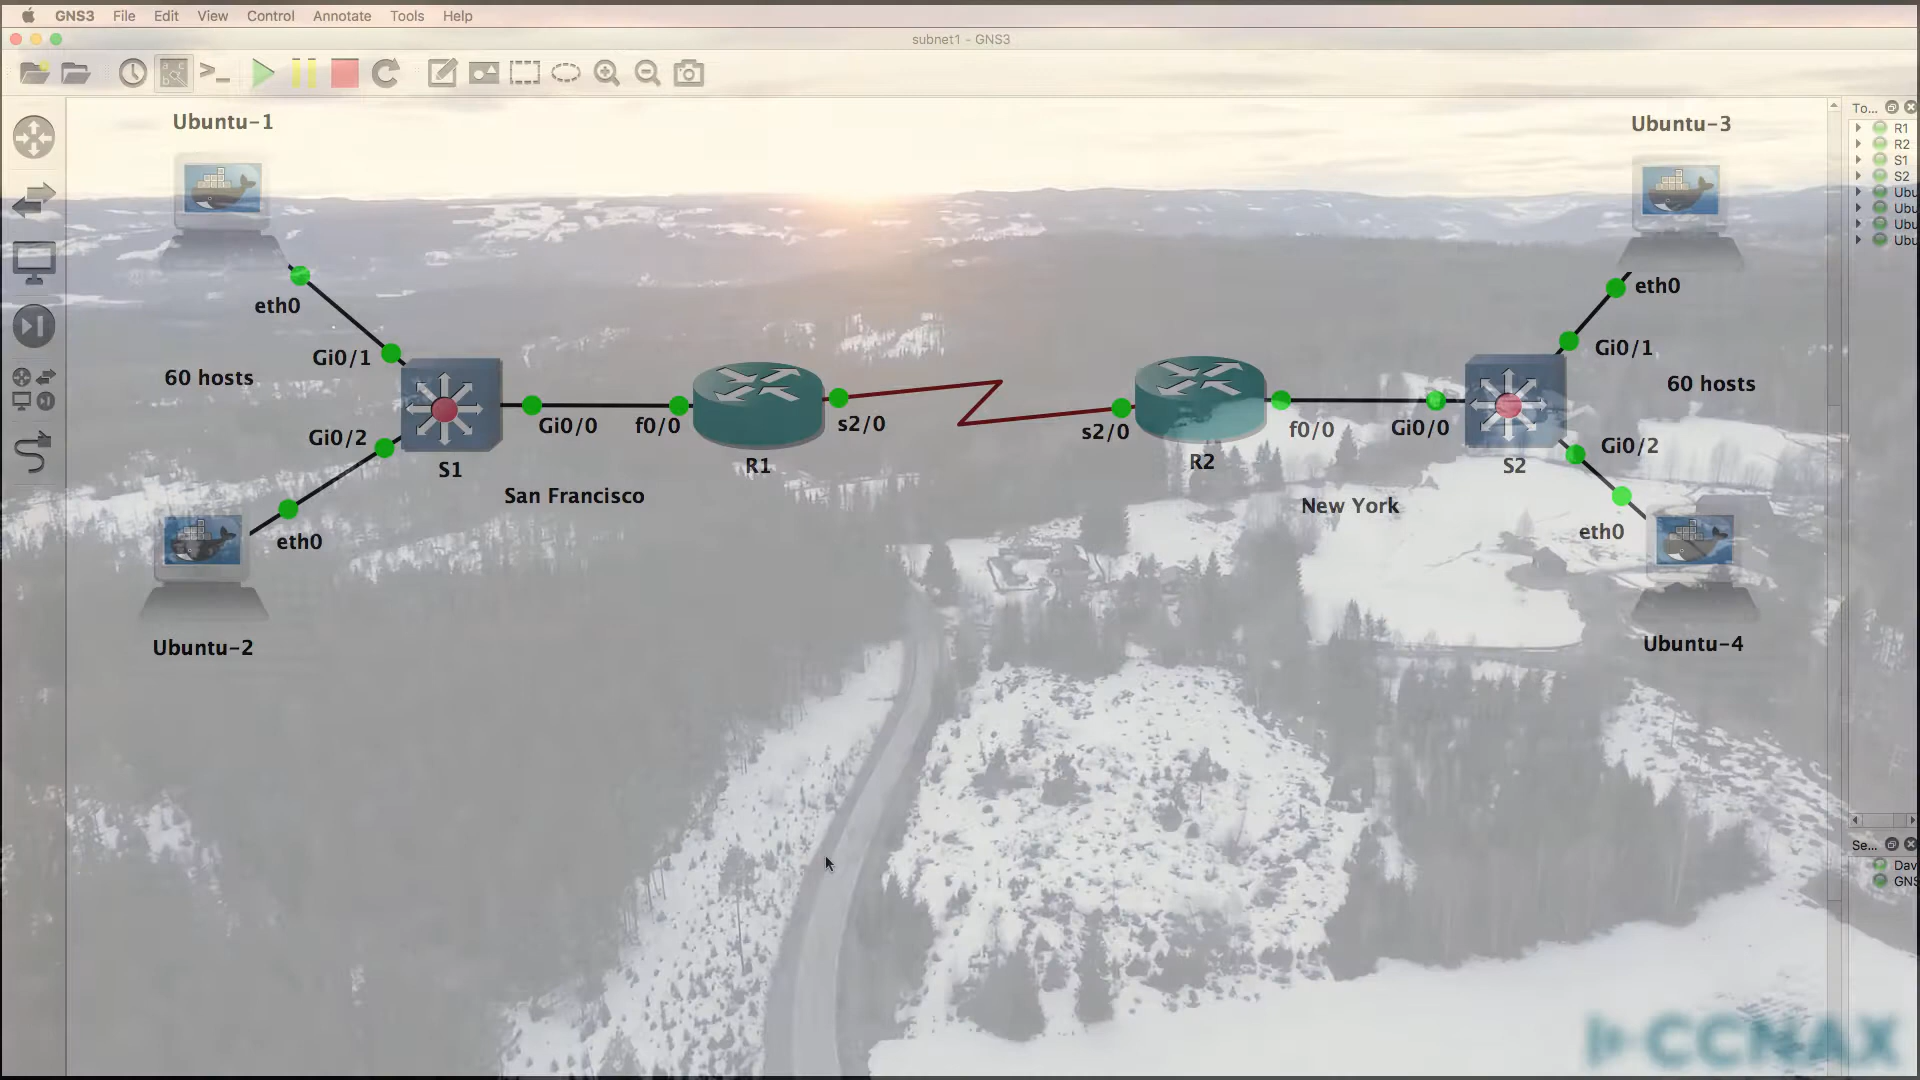 GNS3 File Edit View Control Annotate Tools Help
subnet1 - GNS3
To...
R1
R2
S1
S2
Ubu
Ubu
Ubu
Ubu
Ubuntu-1
Ubuntu-3
eth0
eth0
Gi0/1
Gi0/1
60 hosts
60 hosts
Gi0/0
f0/0
s2/0
s2/0
f0/0
Gi0/0
Gi0/2
Gi0/2
S1
R1
R2
S2
San Francisco
New York
eth0
eth0
Ubuntu-2
Ubuntu-4
Se...
Dav
GNS
CCNAX